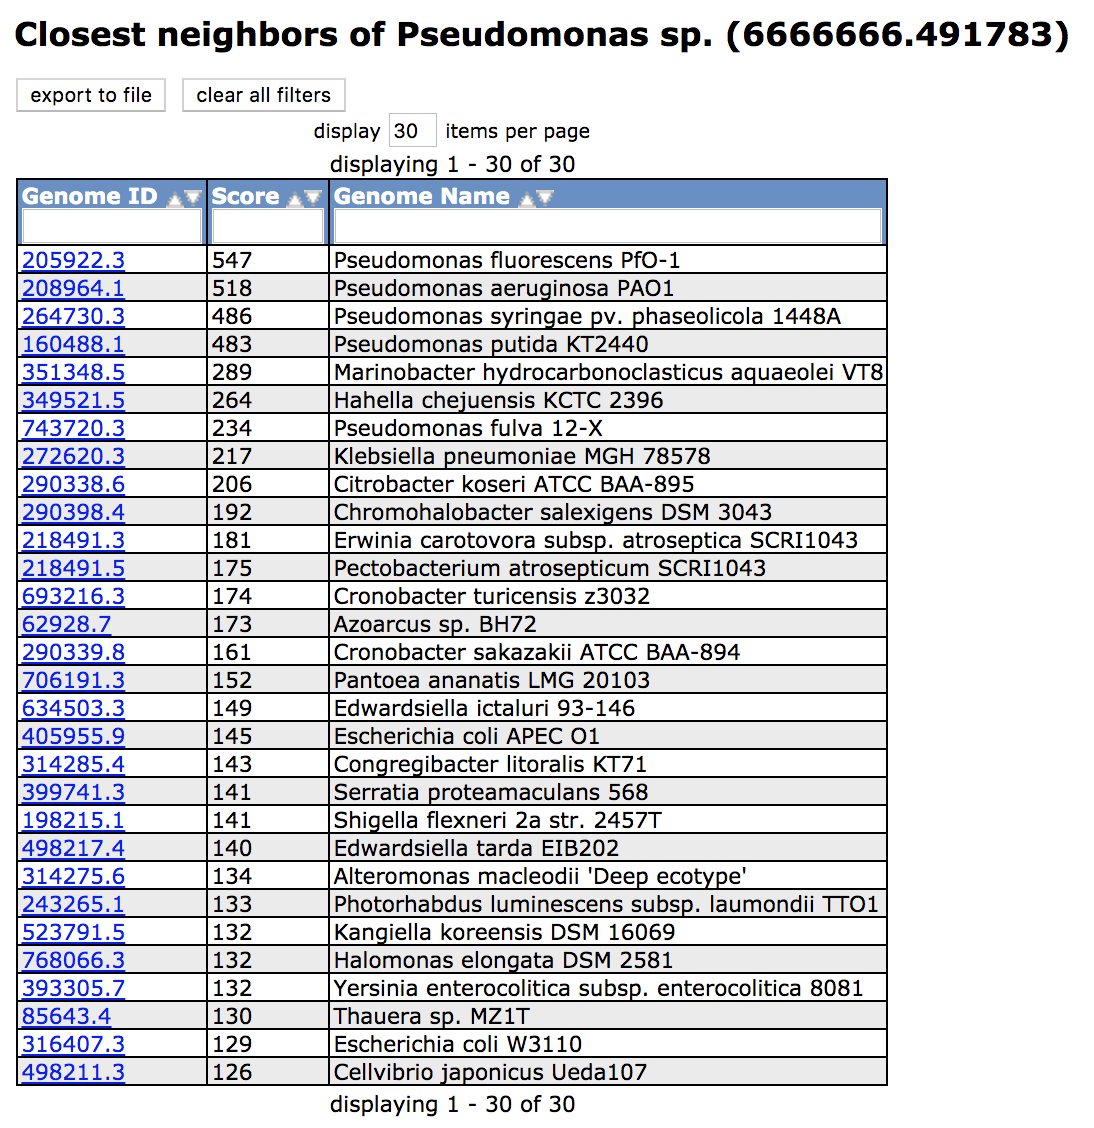 Closest neighbors of Pseudomonas sp. (6666666.491783)
export to file clear all filters
display 30 items per page
displaying 1 - 30 of 30
Genome ID Score Genome Name
205922.3 547 Pseudomonas fluorescens PfO-1
208964.1 518 Pseudomonas aeruginosa PAO1
264730.3 486 Pseudomonas syringae pv. phaseolicola 1448A
160488.1 483 Pseudomonas putida KT2440
351348.5 289 Marinobacter hydrocarbonoclasticus aquaeolei VT8
349521.5 264 Hahella chejuensis KCTC 2396
743720.3 234 Pseudomonas fulva 12-X
272620.3 217 Klebsiella pneumoniae MGH 78578
290338.6 206 Citrobacter koseri ATCC BAA-895
290398.4 192 Chromohalobacter salexigens DSM 3043
218491.3 181 Erwinia carotovora subsp. atroseptica SCRI1043
218491.5 175 Pectobacterium atrosepticum SCRI1043
693216.3 174 Cronobacter turicensis z3032
62928.7 173 Azoarcus sp. BH72
290339.8 161 Cronobacter sakazakii ATCC BAA-894
706191.3 152 Pantoea ananatis LMG 20103
634503.3 149 Edwardsiella ictaluri 93-146
405955.9 145 Escherichia coli APEC O1
314285.4 143 Congregibacter litoralis KT71
399741.3 141 Serratia proteamaculans 568
198215.1 141 Shigella flexneri 2a str. 2457T
498217.4 140 Edwardsiella tarda EIB202
314275.6 134 Alteromonas macleodii 'Deep ecotype'
243265.1 133 Photorhabdus luminescens subsp. laumondii TTO1
523791.5 132 Kangiella koreensis DSM 16069
768066.3 132 Halomonas elongata DSM 2581
393305.7 132 Yersinia enterocolitica subsp. enterocolitica 8081
85643.4 130 Thauera sp. MZ1T
316407.3 129 Escherichia coli W3110
498211.3 126 Cellvibrio japonicus Ueda107
displaying 1 - 30 of 30